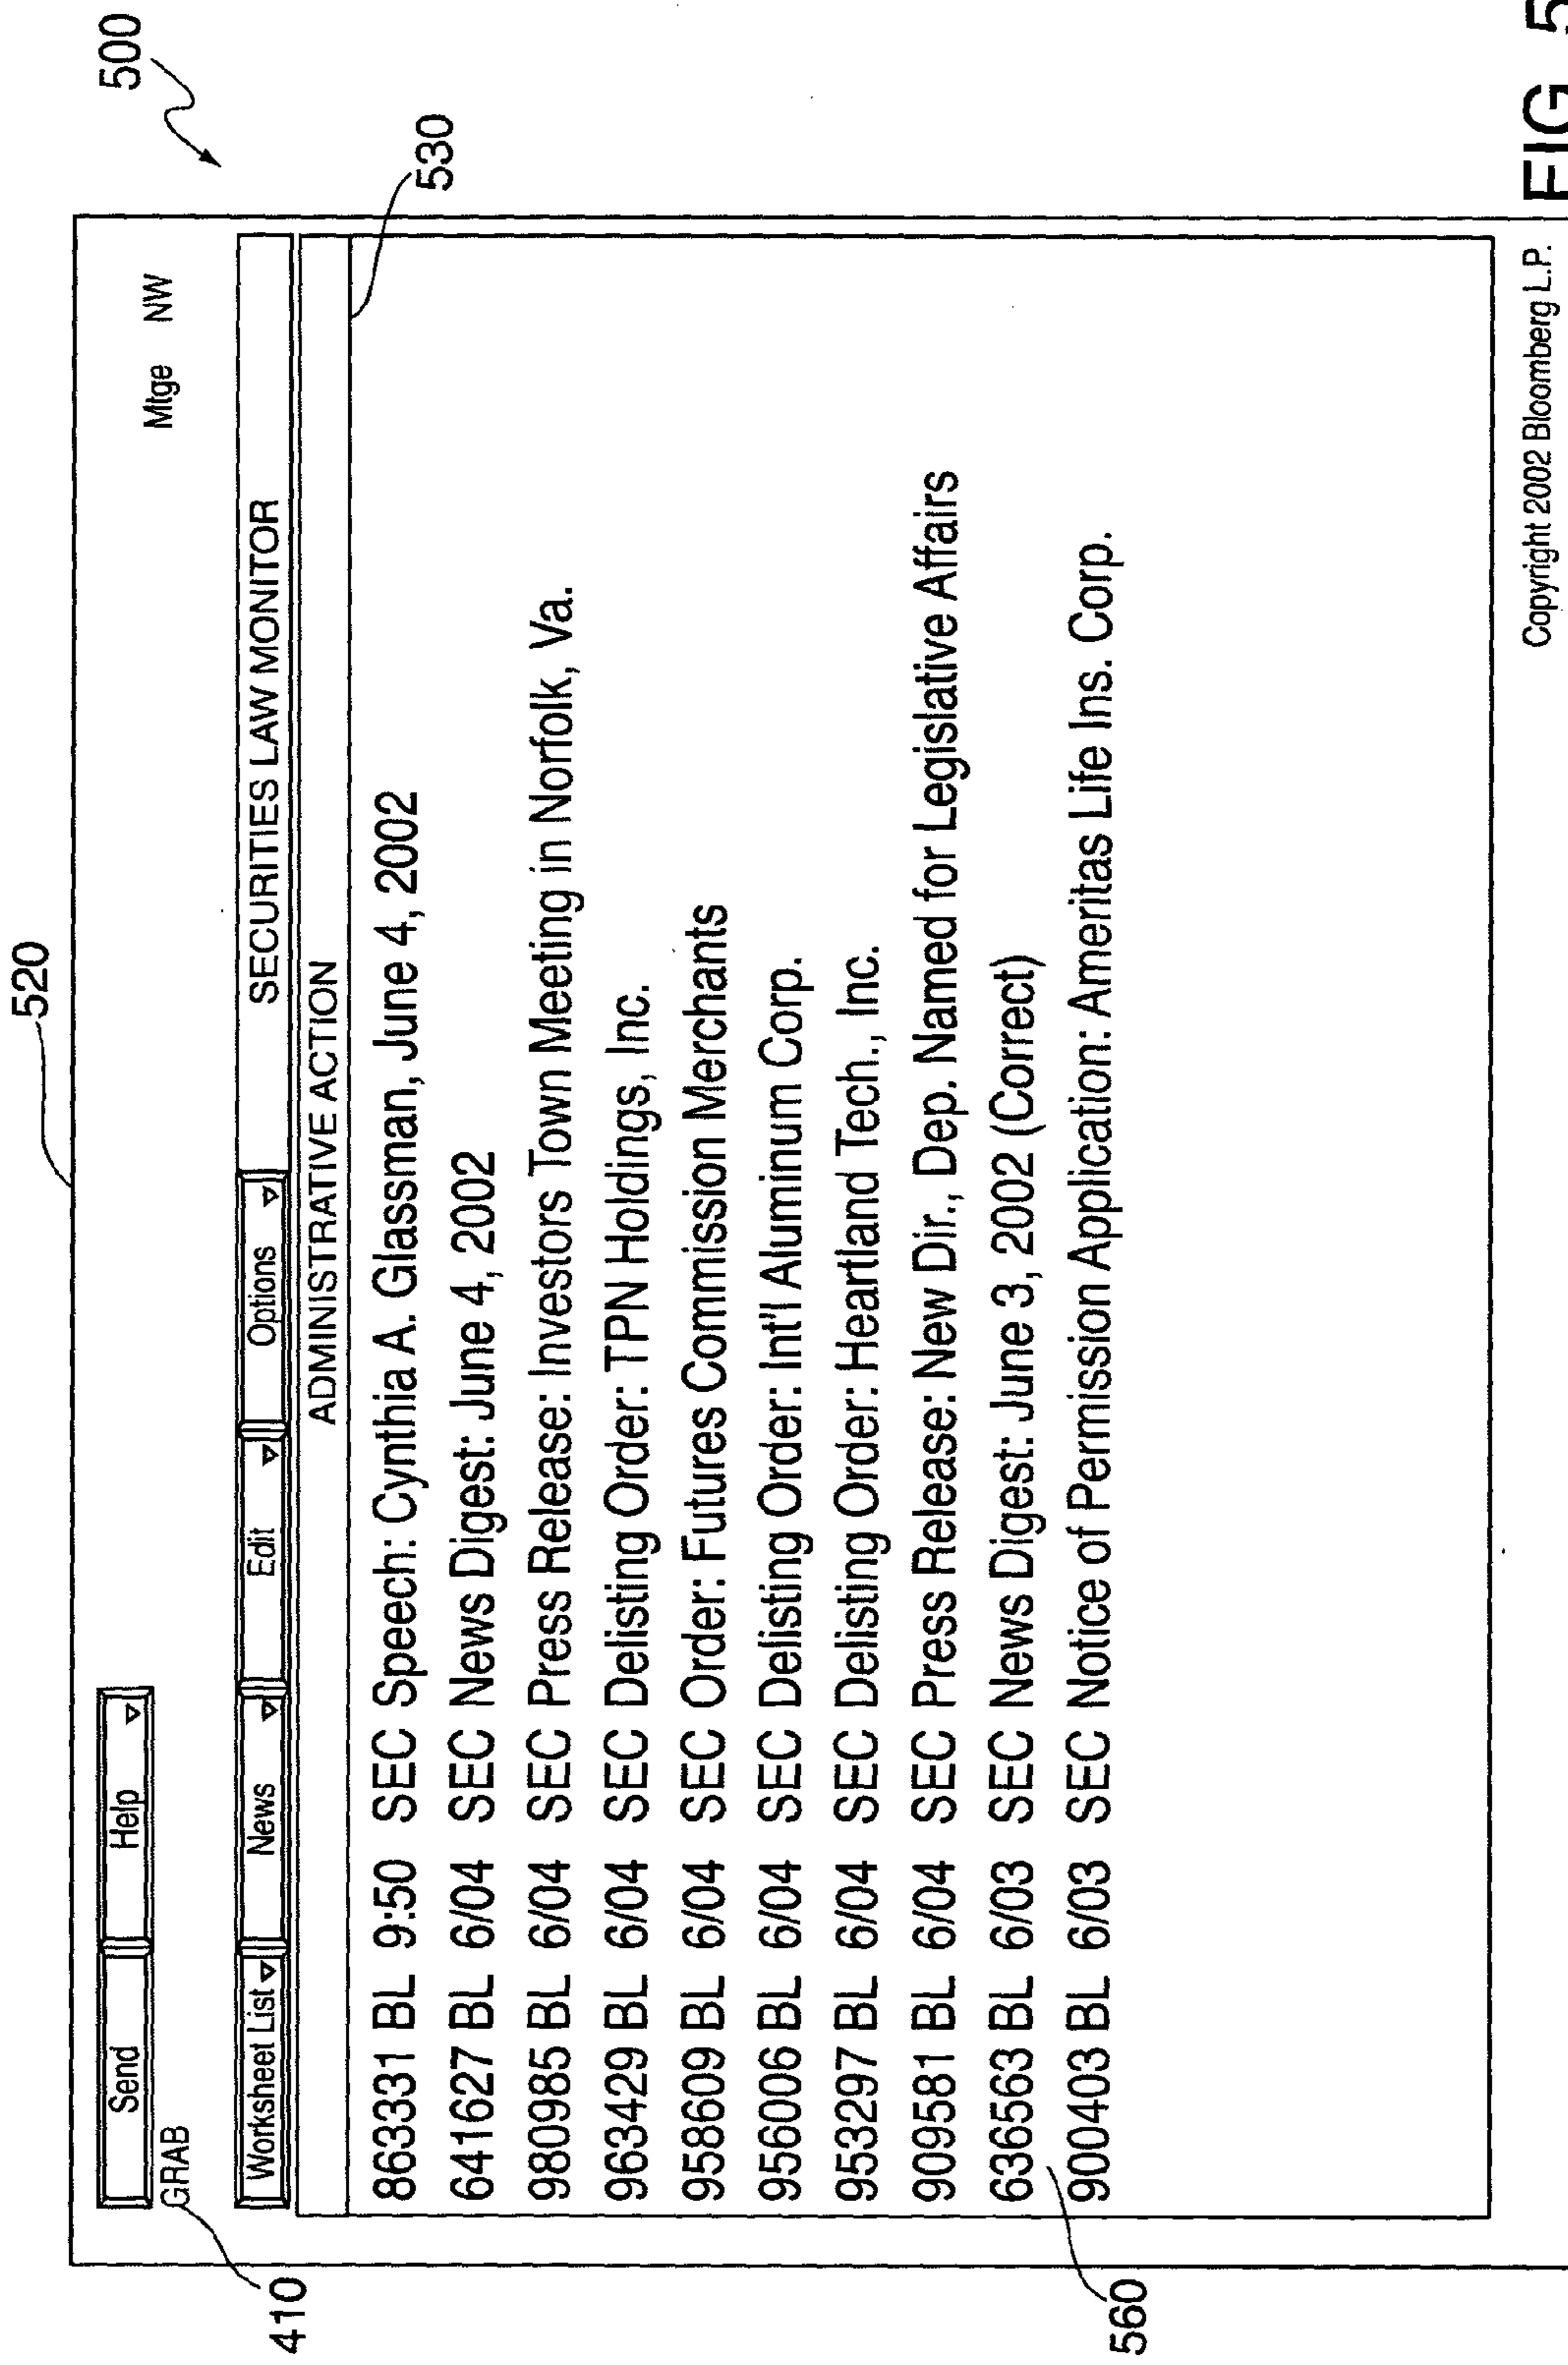 500
520
Send Help
GRAB
Mtge NW
410
Worksheet List News Edit Options SECURITIES LAW MONITOR
ADMINISTRATIVE ACTION
530
863331 BL 9:50 SEC Speech: Cynthia A. Glassman, June 4, 2002
641627 BL 6/04 SEC News Digest: June 4, 2002
980985 BL 6/04 SEC Press Release: Investors Town Meeting in Norfolk, Va.
963429 BL 6/04 SEC Delisting Order: TPN Holdings, Inc.
958609 BL 6/04 SEC Order: Futures Commission Merchants
956006 BL 6/04 SEC Delisting Order: Int'l Aluminum Corp.
953297 BL 6/04 SEC Delisting Order: Heartland Tech., Inc.
909581 BL 6/04 SEC Press Release: New Dir., Dep. Named for Legislative Affairs
636563 BL 6/03 SEC News Digest: June 3, 2002 (Correct)
900403 BL 6/03 SEC Notice of Permission Application: Ameritas Life Ins. Corp.
560
Copyright 2002 Bloomberg L.P.
FIG. 5